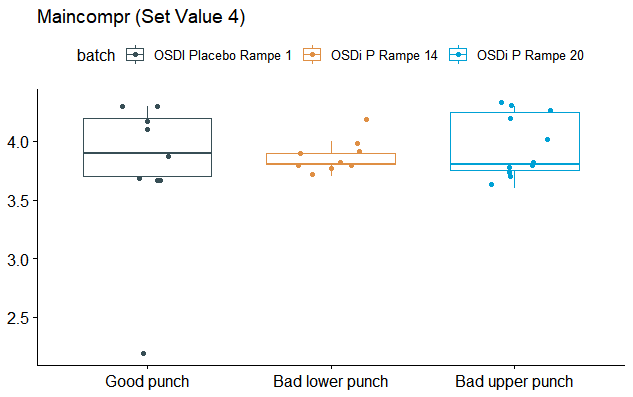 Maincompr (Set Value 4)
batch OSDI Placebo Rampe 1 OSDi P Rampe 14 OSDi P Rampe 20
4.0
3.5
3.0
2.5
Good punch Bad lower punch Bad upper punch